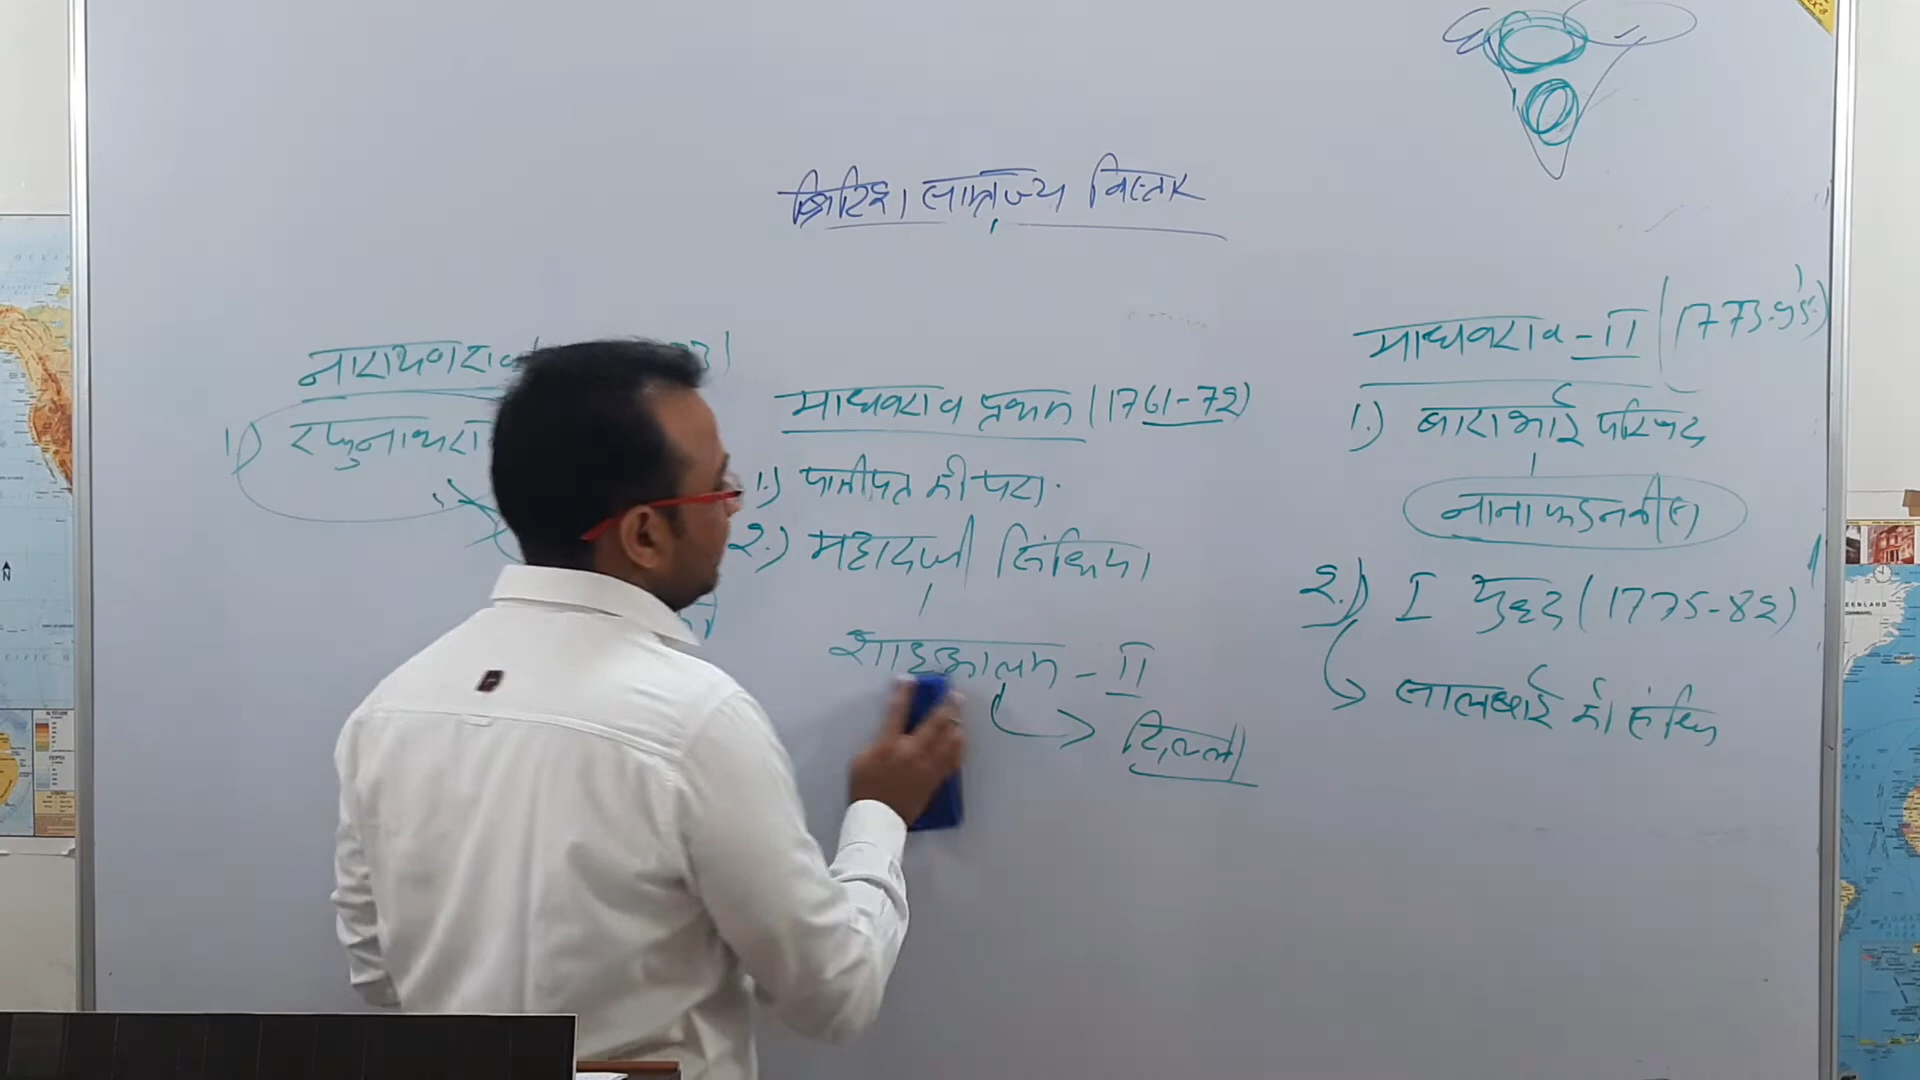 ब्रिटिश साम्राज्य विस्तार
नारायणराव
1) रघुनाथरा
माधवराव प्रथम (1761-72)
1.) पानीपत की परा.
2.) महादजी सिंधिया
शाहआलम - II
दिल्ली
माधवराव - II (1773-95)
1.) बाराभाई परिषद
नाना फडनवीस
2.) I युद्ध (1775-82)
सालबाई की संधि
N